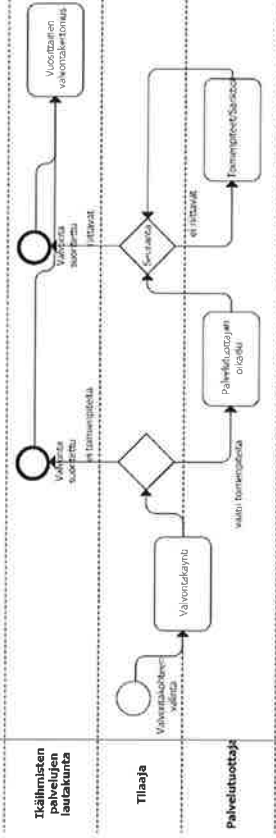 Ikäihmisten
palvelujen
lautakunta
Tilaaja
Palvelutuottaja
Vuosittainen
valvontakertomus
Valvonta
suoritettu
Valvonta
suoritettu
ei toimenpiteitä
riittävät
Seuranta
Valvontakohteen
valinta
Valvontakäynti
vaatii toimenpiteitä
ei riittävät
Palveluntuottajan
oikaisu
Toimenpiteet/Sanktiot